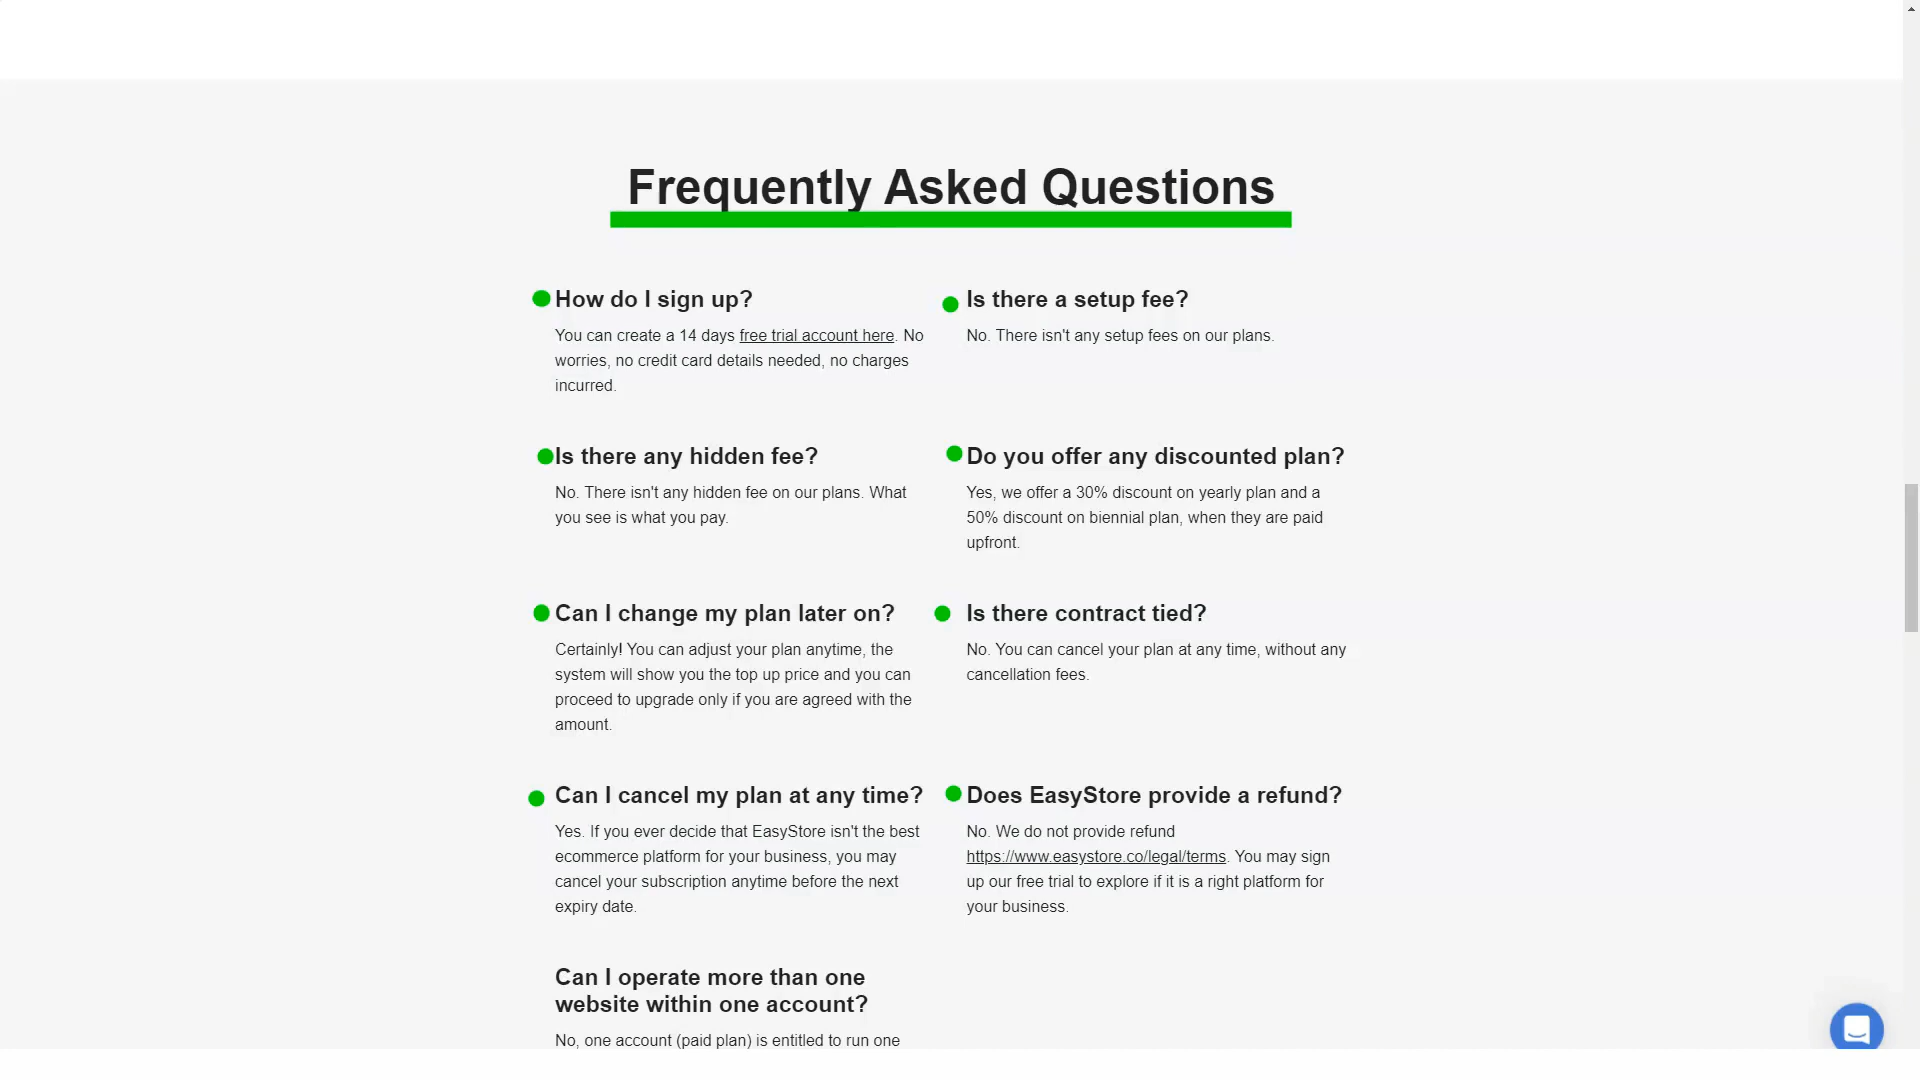 Frequently Asked Questions
How do I sign up?
You can create a 14 days free trial account here. No
worries, no credit card details needed, no charges
incurred.
Is there a setup fee?
No. There isn't any setup fees on our plans.
Is there any hidden fee?
No. There isn't any hidden fee on our plans. What
you see is what you pay.
Do you offer any discounted plan?
Yes, we offer a 30% discount on yearly plan and a
50% discount on biennial plan, when they are paid
upfront.
Can I change my plan later on?
Certainly! You can adjust your plan anytime, the
system will show you the top up price and you can
proceed to upgrade only if you are agreed with the
amount.
Is there contract tied?
No. You can cancel your plan at any time, without any
cancellation fees.
Can I cancel my plan at any time?
Yes. If you ever decide that EasyStore isn't the best
ecommerce platform for your business, you may
cancel your subscription anytime before the next
expiry date.
Does EasyStore provide a refund?
No. We do not provide refund
https://www.easystore.co/legal/terms. You may sign
up our free trial to explore if it is a right platform for
your business.
Can I operate more than one
website within one account?
No, one account (paid plan) is entitled to run one